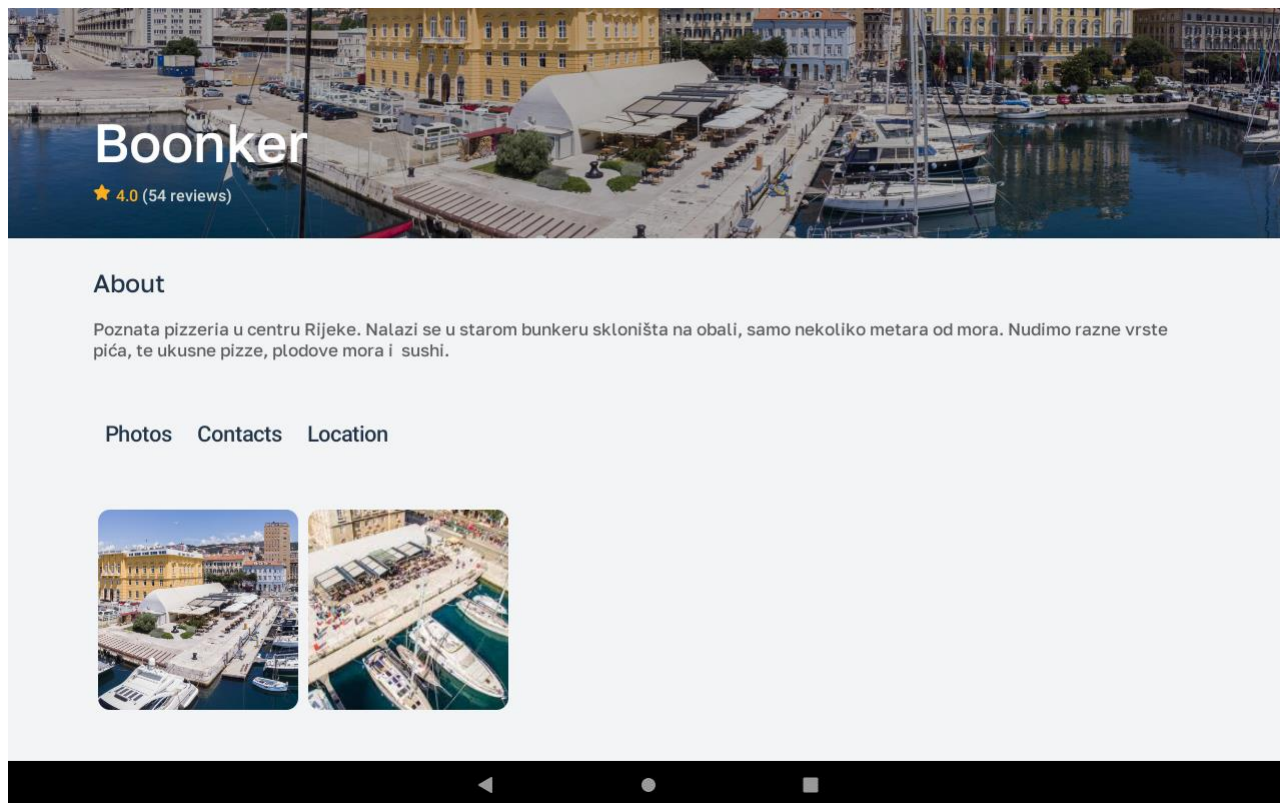 Boonker
4.0 (54 reviews)
About
Poznata pizzeria u centru Rijeke. Nalazi se u starom bunkeru skloništa na obali, samo nekoliko metara od mora. Nudimo razne vrste
pića, te ukusne pizze, plodove mora i  sushi.
Photos Contacts Location